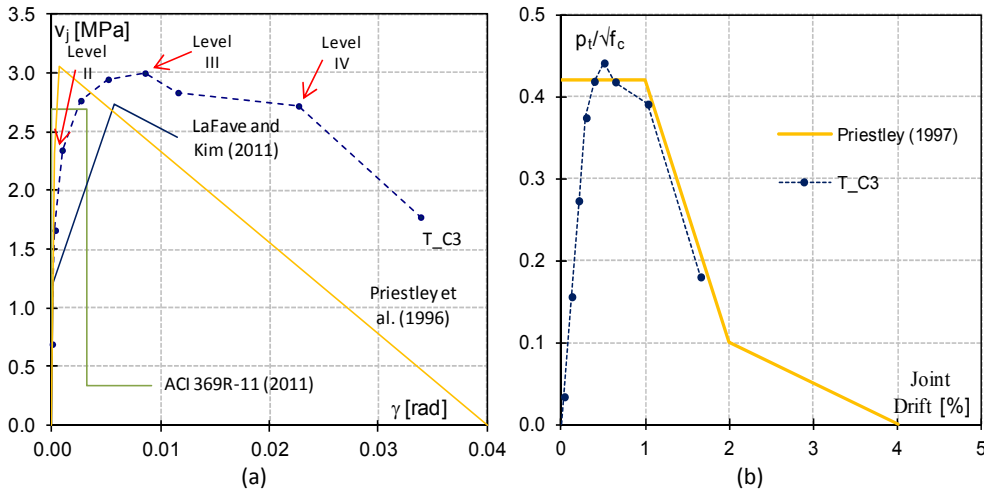 vj [MPa]
3.5
3.0
2.5
2.0
1.5
1.0
0.5
0.0
Level
II
Level
III
Level
IV
LaFave and
Kim (2011)
T_C3
Priestley et
al. (1996)
ACI 369R-11 (2011)
γ [rad]
0.00
0.01
0.02
0.03
0.04
(a)
pt/√fc
0.5
0.4
0.3
0.2
0.1
0.0
Priestley (1997)
T_C3
Joint
Drift [%]
0
1
2
3
4
5
(b)